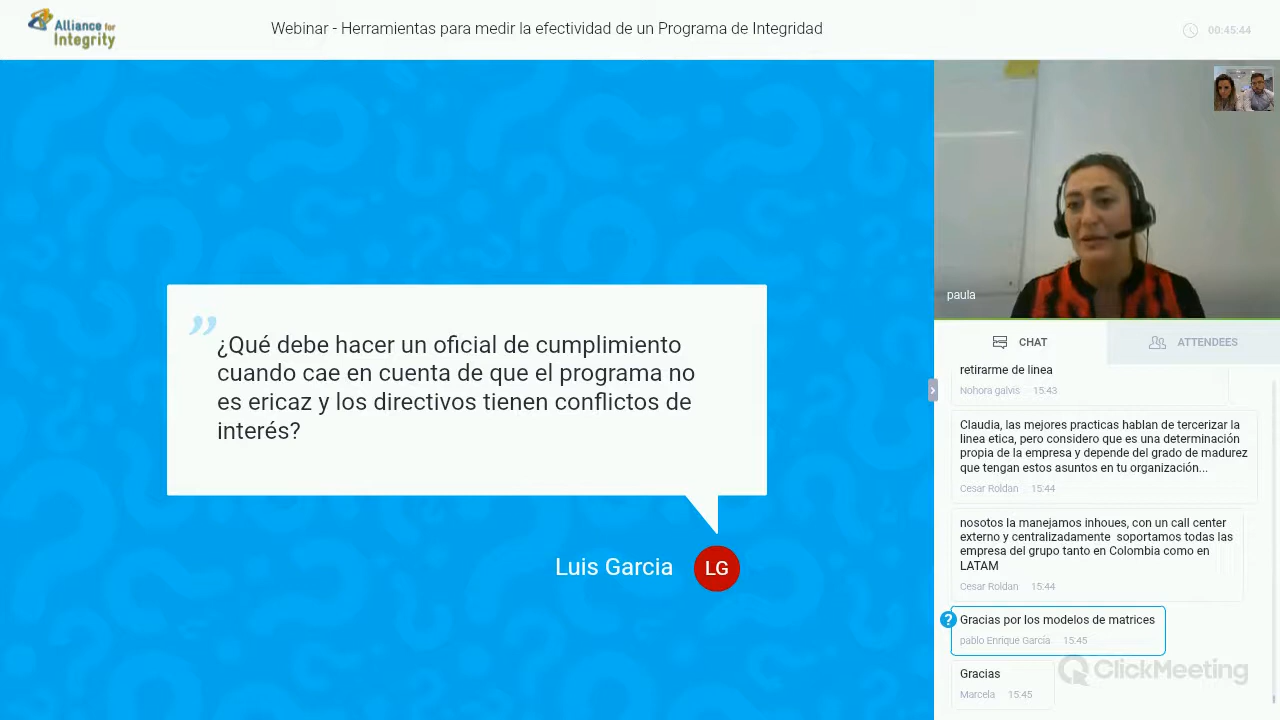 Alliance for
Integrity
Webinar - Herramientas para medir la efectividad de un Programa de Integridad
00:45:44
”
¿Qué debe hacer un oficial de cumplimiento
cuando cae en cuenta de que el programa no
es ericaz y los directivos tienen conflictos de
interés?
Luis Garcia
LG
paula
CHAT
ATTENDEES
retirarme de linea
Nohora galvis 15:43
Claudia, las mejores practicas hablan de tercerizar la
linea etica, pero considero que es una determinación
propia de la empresa y depende del grado de madurez
que tengan estos asuntos en tu organización...
Cesar Roldan 15:44
nosotos la manejamos inhoues, con un call center
externo y centralizadamente soportamos todas las
empresa del grupo tanto en Colombia como en
LATAM
Cesar Roldan 15:44
?
Gracias por los modelos de matrices
pablo Enrique Garcia 15:45
Gracias
Marcela 15:45
ClickMeeting